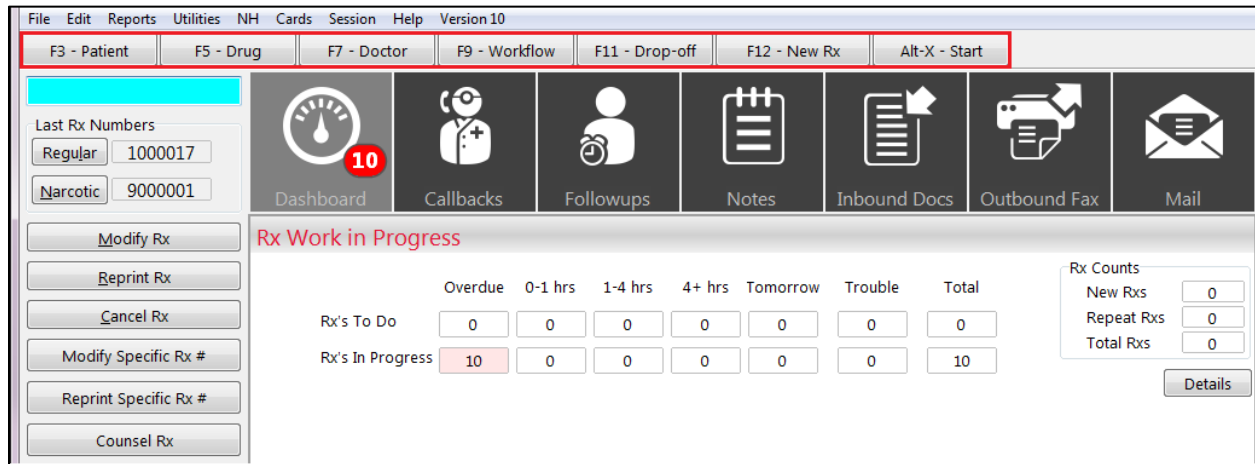 File Edit Reports Utilities NH Cards Session Help Version 10
F3 - Patient F5 - Drug F7 - Doctor F9 - Workflow F11 - Drop-off F12 - New Rx Alt-X - Start
Last Rx Numbers
Regular 1000017
Narcotic 9000001
10
Dashboard Callbacks Followups Notes Inbound Docs Outbound Fax Mail
Modify Rx
Reprint Rx
Cancel Rx
Modify Specific Rx #
Reprint Specific Rx #
Counsel Rx
Rx Work in Progress
Overdue 0-1 hrs 1-4 hrs 4+ hrs Tomorrow Trouble Total
Rx's To Do 0 0 0 0 0 0 0
Rx's In Progress 10 0 0 0 0 0 10
Rx Counts
New Rxs 0
Repeat Rxs 0
Total Rxs 0
Details